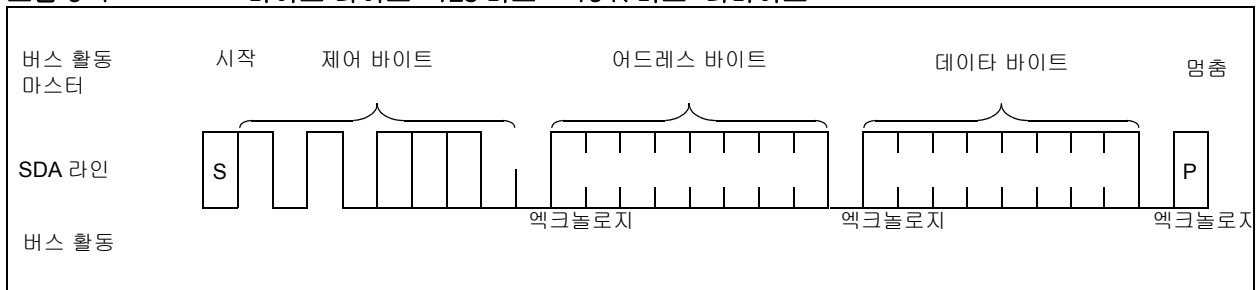 버스 활동
마스터
시작
제어 바이트
어드레스 바이트
데이타 바이트
멈춤
SDA 라인
S
P
엑크놀로지
엑크놀로지
엑크놀로지
버스 활동